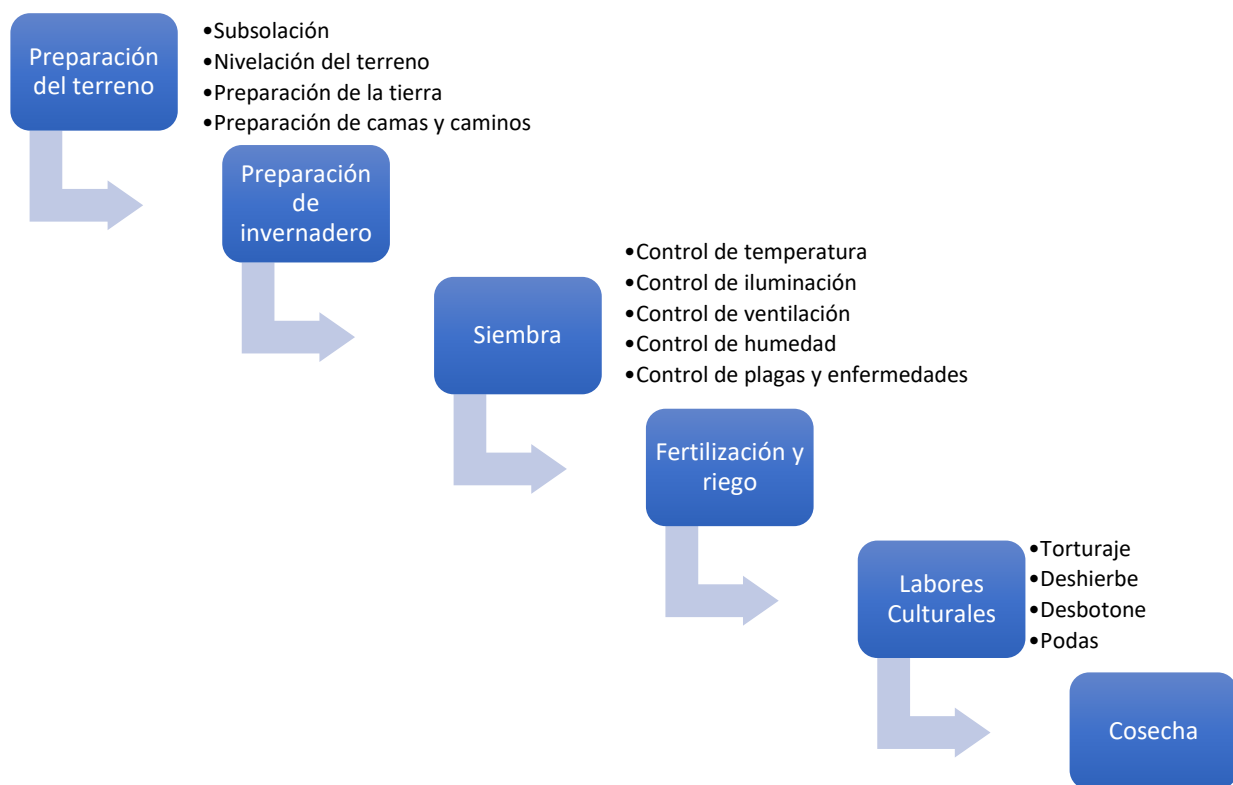 Preparación
del terreno
•Subsolación
•Nivelación del terreno
•Preparación de la tierra
•Preparación de camas y caminos
Preparación
de
invernadero
Siembra
•Control de temperatura
•Control de iluminación
•Control de ventilación
•Control de humedad
•Control de plagas y enfermedades
Fertilización y
riego
Labores
Culturales
•Torturaje
•Deshierbe
•Desbotone
•Podas
Cosecha